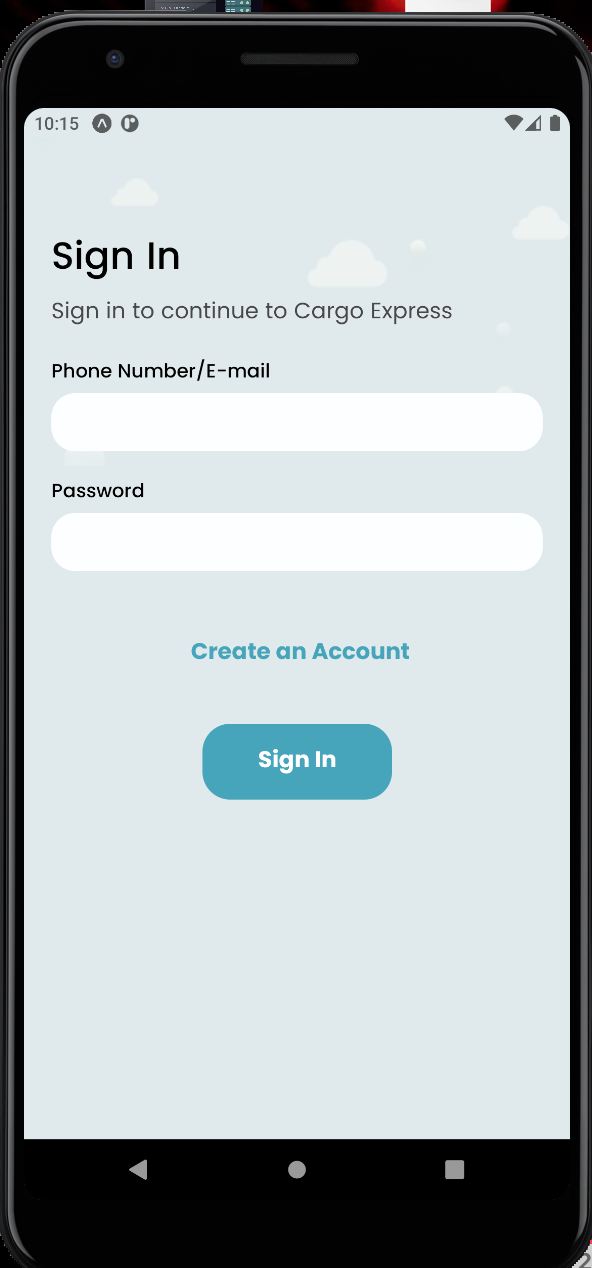 10:15
Sign In
Sign in to continue to Cargo Express
Phone Number/E-mail
Password
Create an Account
Sign In
2